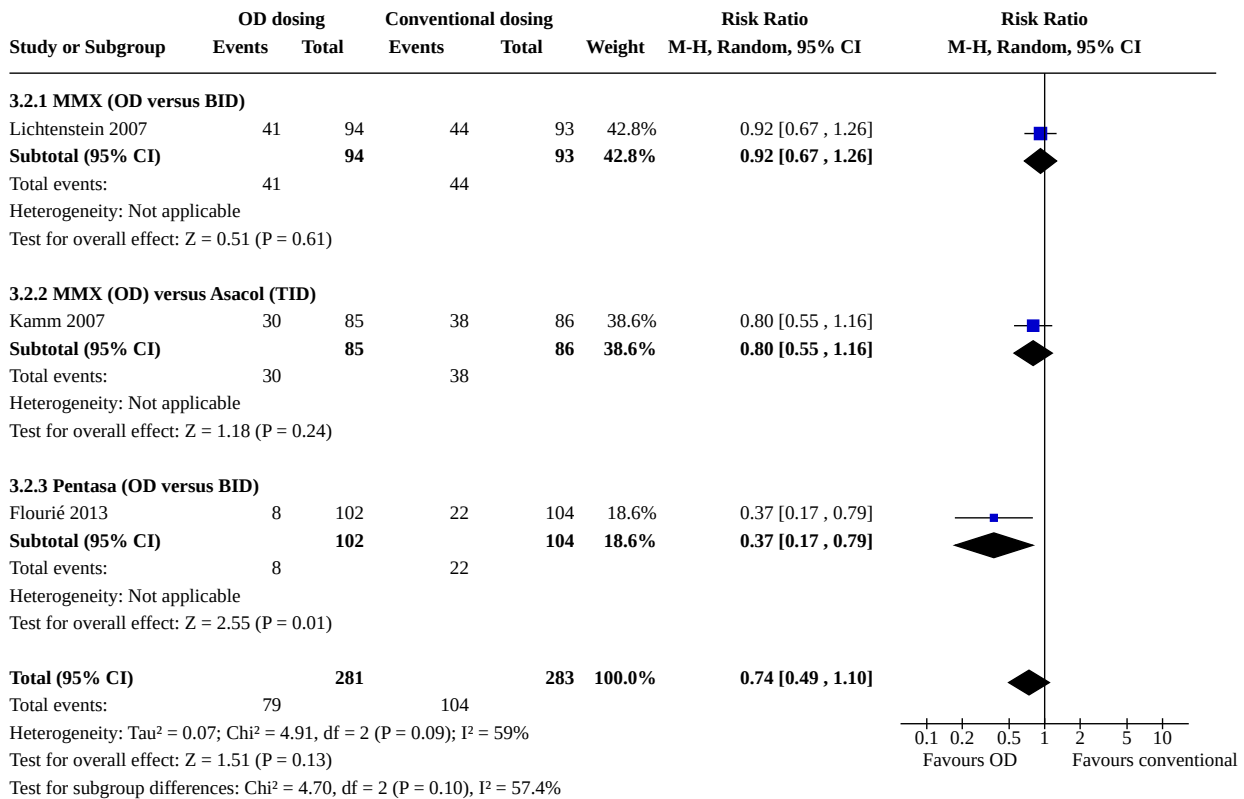 OD dosing Conventional dosing Risk Ratio Risk Ratio
Study or Subgroup Events Total Events Total Weight M-H, Random, 95% CI M-H, Random, 95% CI
3.2.1 MMX (OD versus BID)
Lichtenstein 2007 41 94 44 93 42.8% 0.92 [0.67 , 1.26]
Subtotal (95% CI) 94 93 42.8% 0.92 [0.67 , 1.26]
Total events: 41 44
Heterogeneity: Not applicable
Test for overall effect: Z = 0.51 (P = 0.61)
3.2.2 MMX (OD) versus Asacol (TID)
Kamm 2007 30 85 38 86 38.6% 0.80 [0.55 , 1.16]
Subtotal (95% CI) 85 86 38.6% 0.80 [0.55 , 1.16]
Total events: 30 38
Heterogeneity: Not applicable
Test for overall effect: Z = 1.18 (P = 0.24)
3.2.3 Pentasa (OD versus BID)
Flourié 2013 8 102 22 104 18.6% 0.37 [0.17 , 0.79]
Subtotal (95% CI) 102 104 18.6% 0.37 [0.17 , 0.79]
Total events: 8 22
Heterogeneity: Not applicable
Test for overall effect: Z = 2.55 (P = 0.01)
Total (95% CI) 281 283 100.0% 0.74 [0.49 , 1.10]
Total events: 79 104
Heterogeneity: Tau² = 0.07; Chi² = 4.91, df = 2 (P = 0.09); I² = 59%
0.1 0.2 0.5 1 2 5 10
Test for overall effect: Z = 1.51 (P = 0.13)
Favours OD Favours conventional
Test for subgroup differences: Chi² = 4.70, df = 2 (P = 0.10), I² = 57.4%